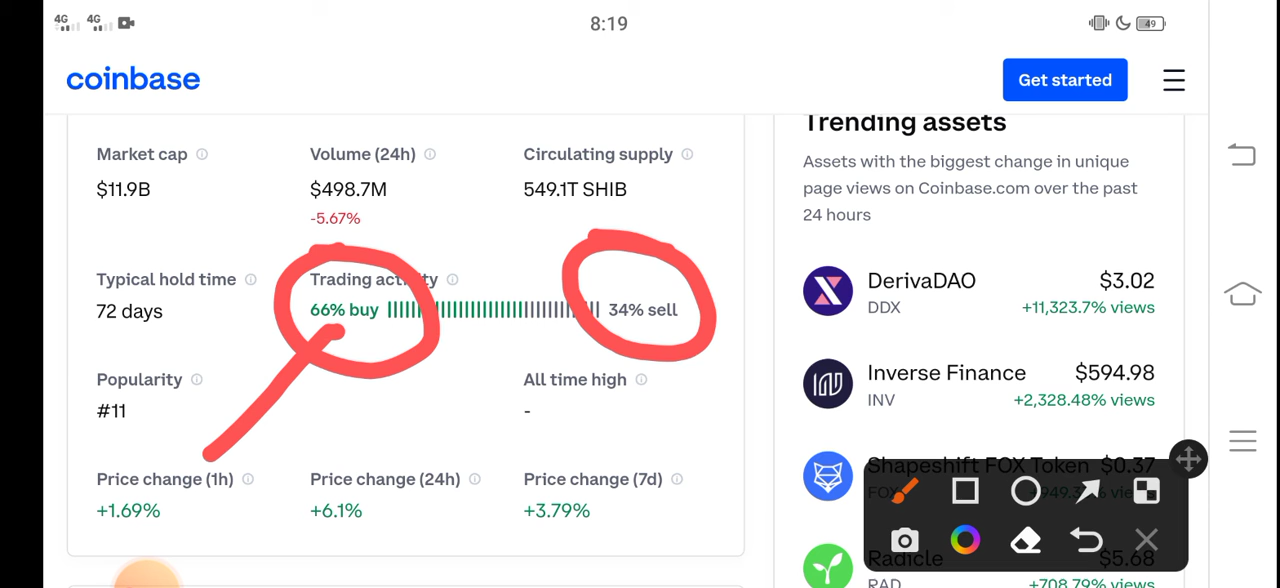 4G 4G 8:19 49
coinbase Get started
Trending assets
Market cap Volume (24h) Circulating supply
Assets with the biggest change in unique
page views on Coinbase.com over the past
24 hours
$11.9B $498.7M 549.1T SHIB
-5.67%
Typical hold time Trading activity
72 days 66% buy 34% sell
DerivaDAO $3.02
DDX +11,323.7% views
Popularity All time high
#11 -
Inverse Finance $594.98
INV +2,328.48% views
Price change (1h) Price change (24h) Price change (7d)
+1.69% +6.1% +3.79%
Shapeshift FOX Token $0.37
Radicle $5.68
RAD +708.79% views